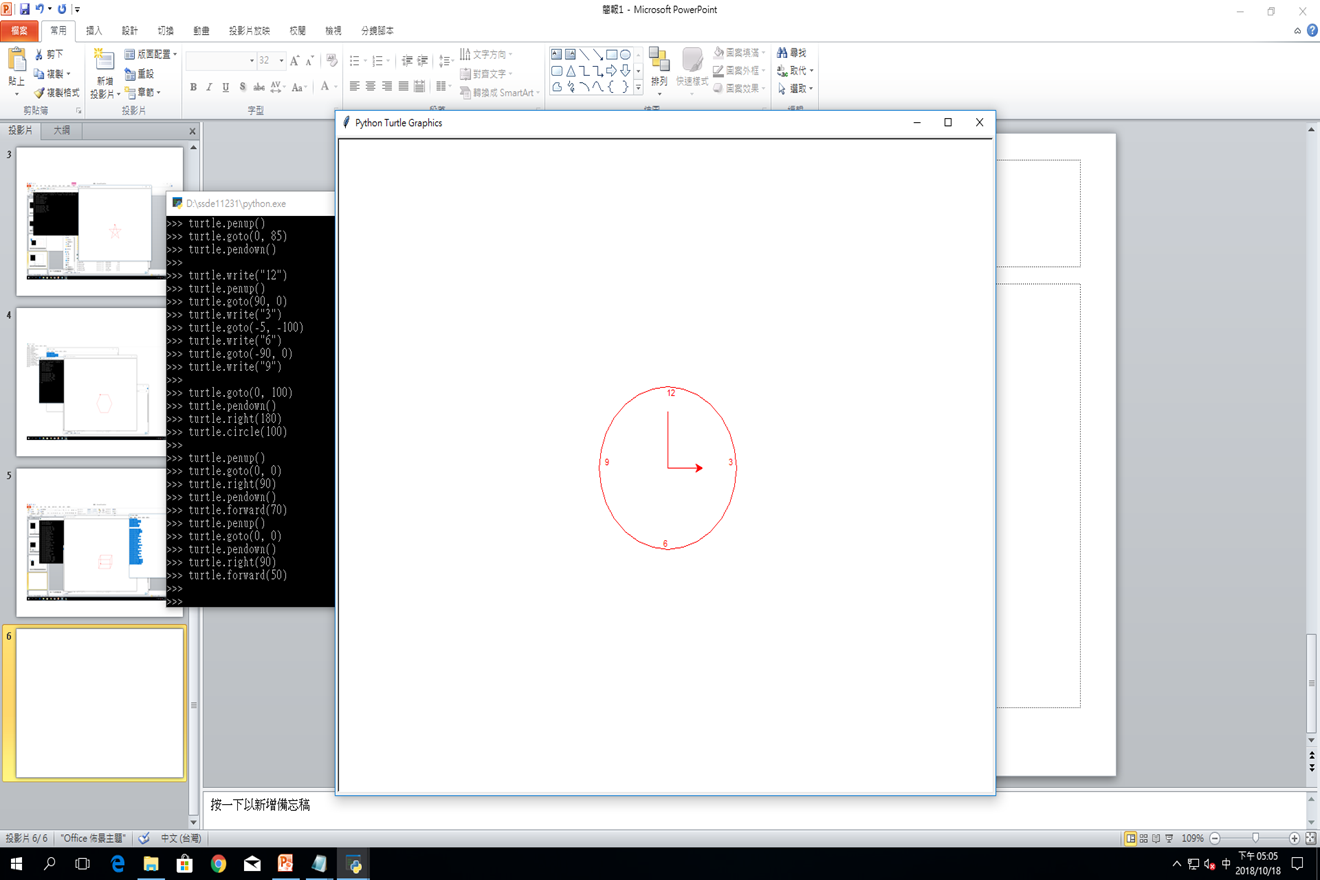 簡報1 - Microsoft PowerPoint
檔案 常用 插入 設計 切換 動畫 投影片放映 校閱 檢視 分鏡腳本
貼上
剪下
複製
複製格式
剪貼簿
新增
投影片
版面配置
重設
章節
投影片
32
B I U S abc AV Aa A
字型
文字方向
對齊文字
轉換成 SmartArt
排列
快速樣式
圖案填滿
圖案外框
圖案效果
尋找
取代
選取
投影片 大綱
3
4
5
6
D:\ssde11231\python.exe
>>> turtle.penup()
>>> turtle.goto(0, 85)
>>> turtle.pendown()
>>>
>>> turtle.write("12")
>>> turtle.penup()
>>> turtle.goto(90, 0)
>>> turtle.write("3")
>>> turtle.goto(-5, -100)
>>> turtle.write("6")
>>> turtle.goto(-90, 0)
>>> turtle.write("9")
>>>
>>> turtle.goto(0, 100)
>>> turtle.pendown()
>>> turtle.right(180)
>>> turtle.circle(100)
>>>
>>> turtle.penup()
>>> turtle.goto(0, 0)
>>> turtle.right(90)
>>> turtle.pendown()
>>> turtle.forward(70)
>>> turtle.penup()
>>> turtle.goto(0, 0)
>>> turtle.pendown()
>>> turtle.right(90)
>>> turtle.forward(50)
>>>
>>>
Python Turtle Graphics
12
9 3
6
按一下以新增備忘稿
投影片 6/6 "Office 佈景主題" 中文 (台灣) 109%
中 下午 05:05
2018/10/18